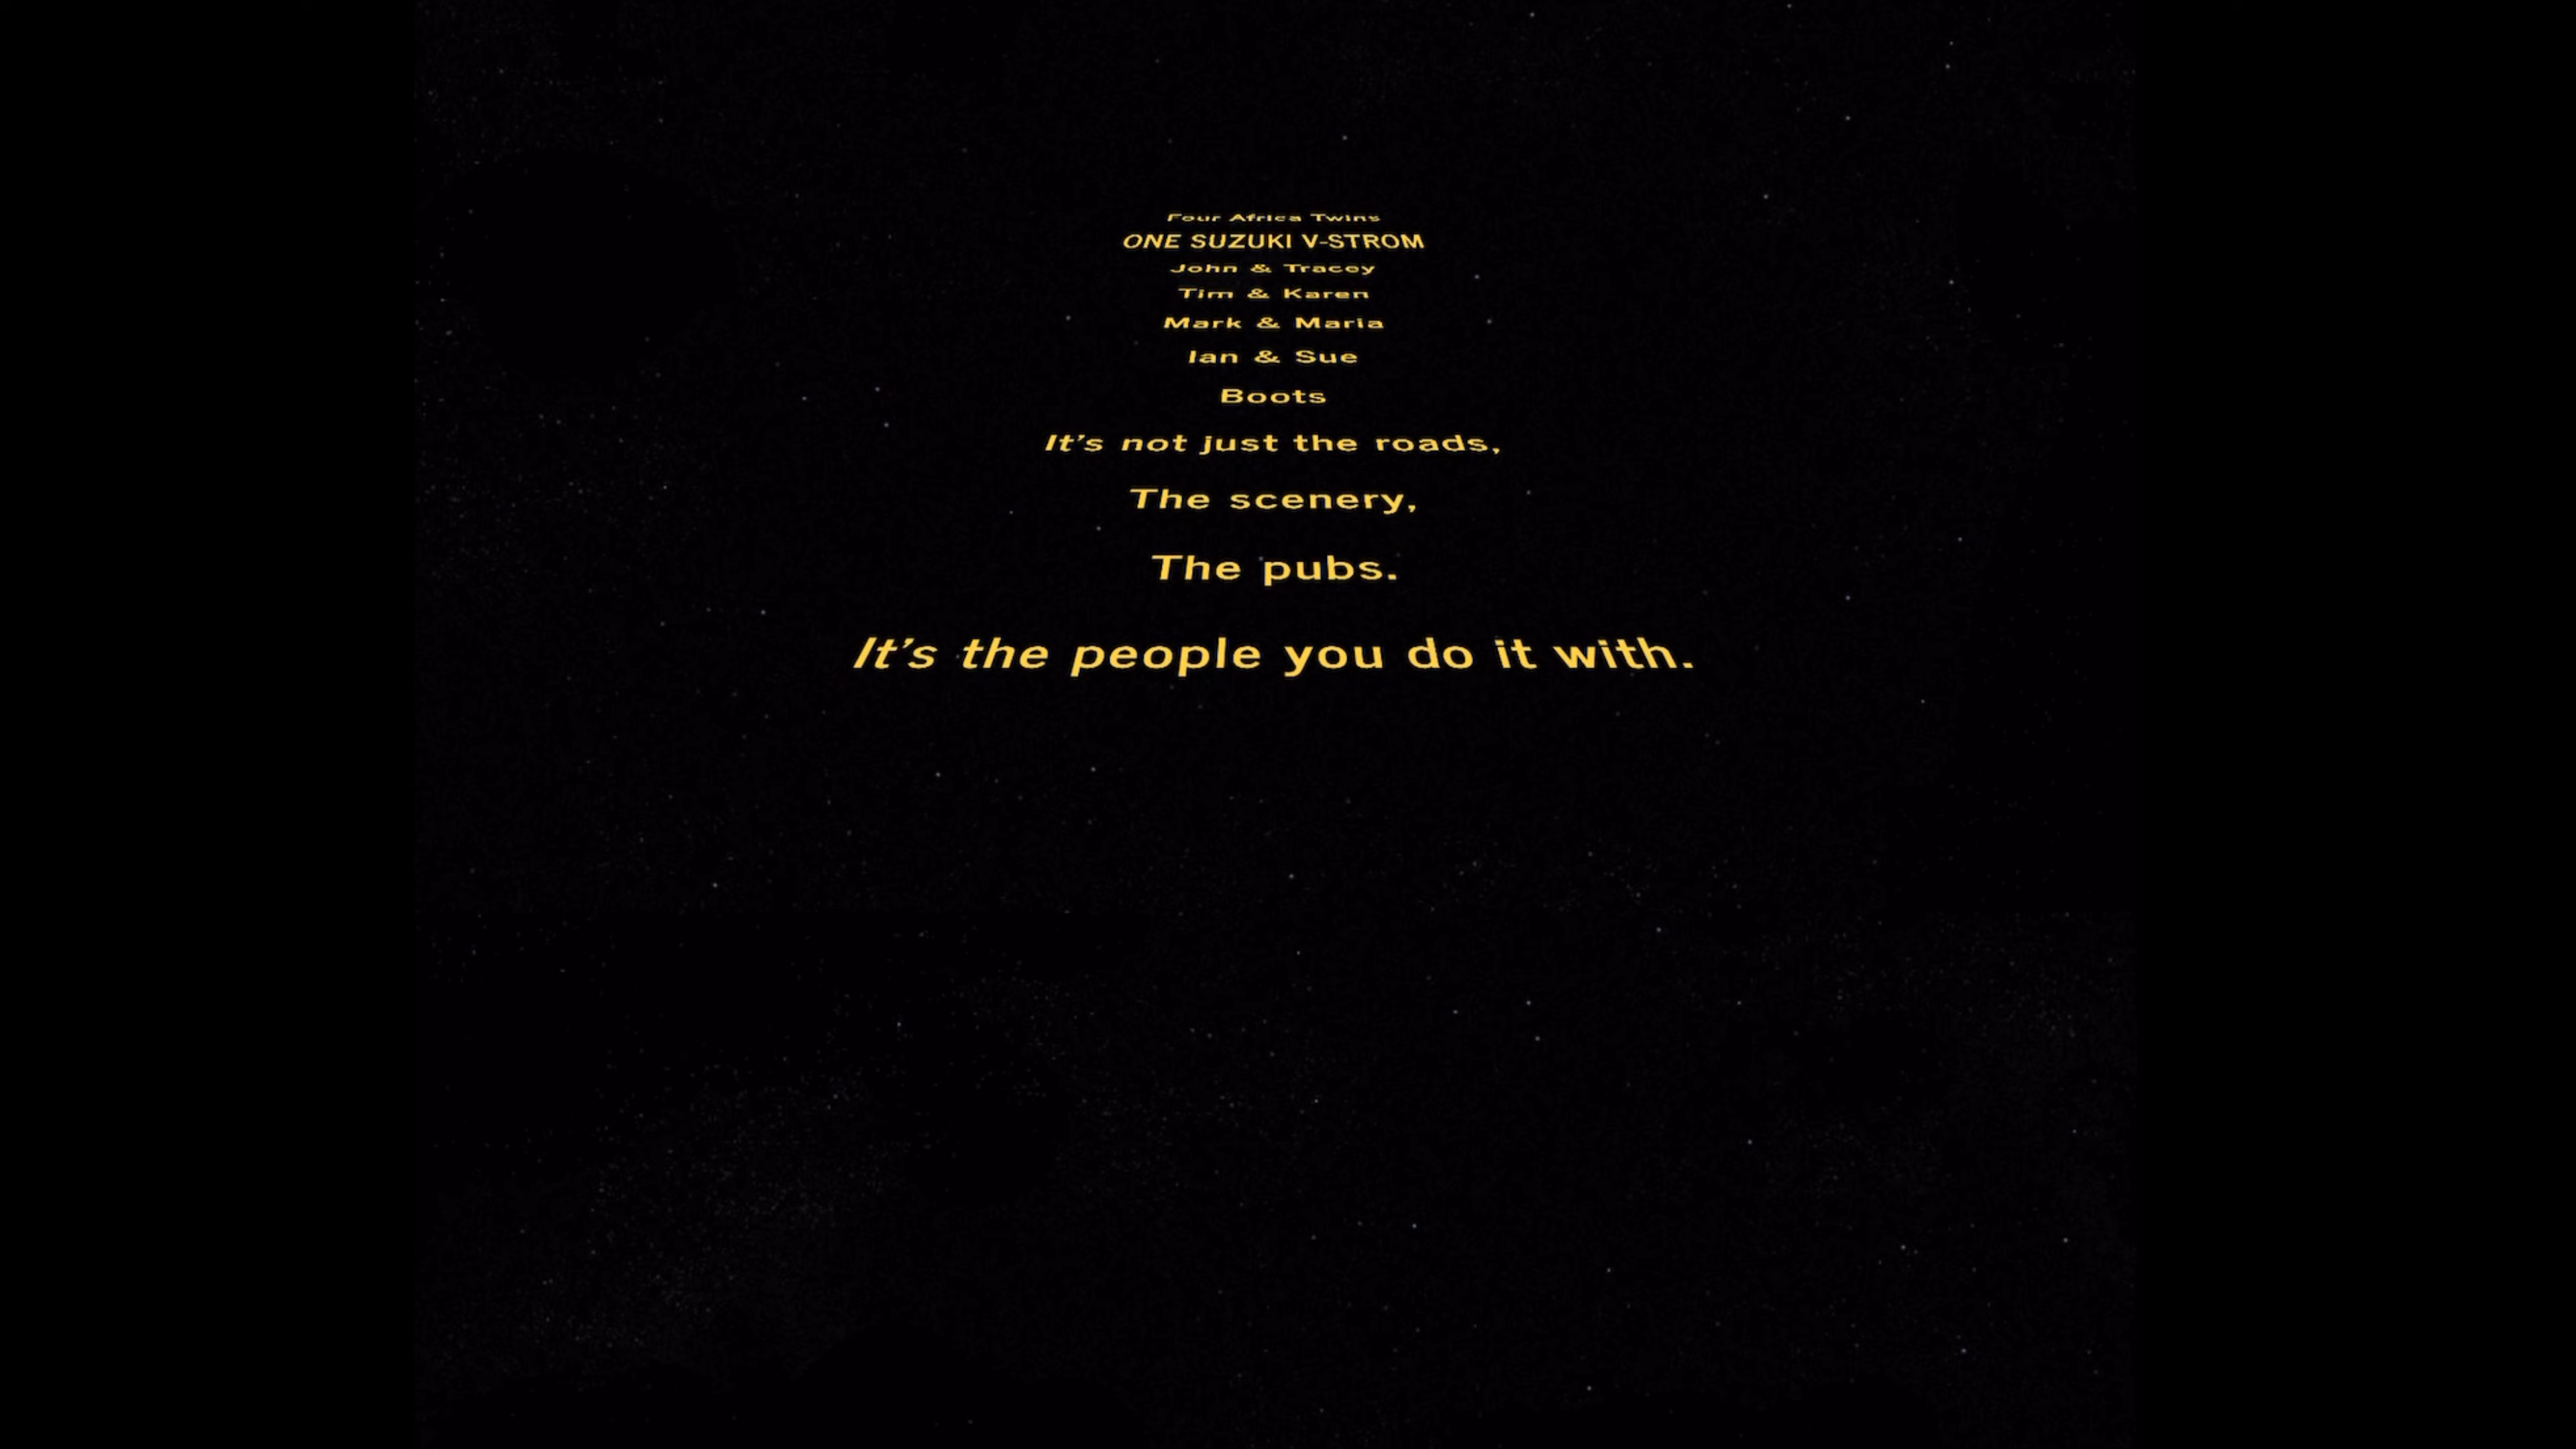 Four Africa Twins
ONE SUZUKI V-STROM
John & Tracey
Tim & Karen
Mark & Maria
Ian & Sue
Boots
It's not just the roads,
The scenery,
The pubs.
It's the people you do it with.